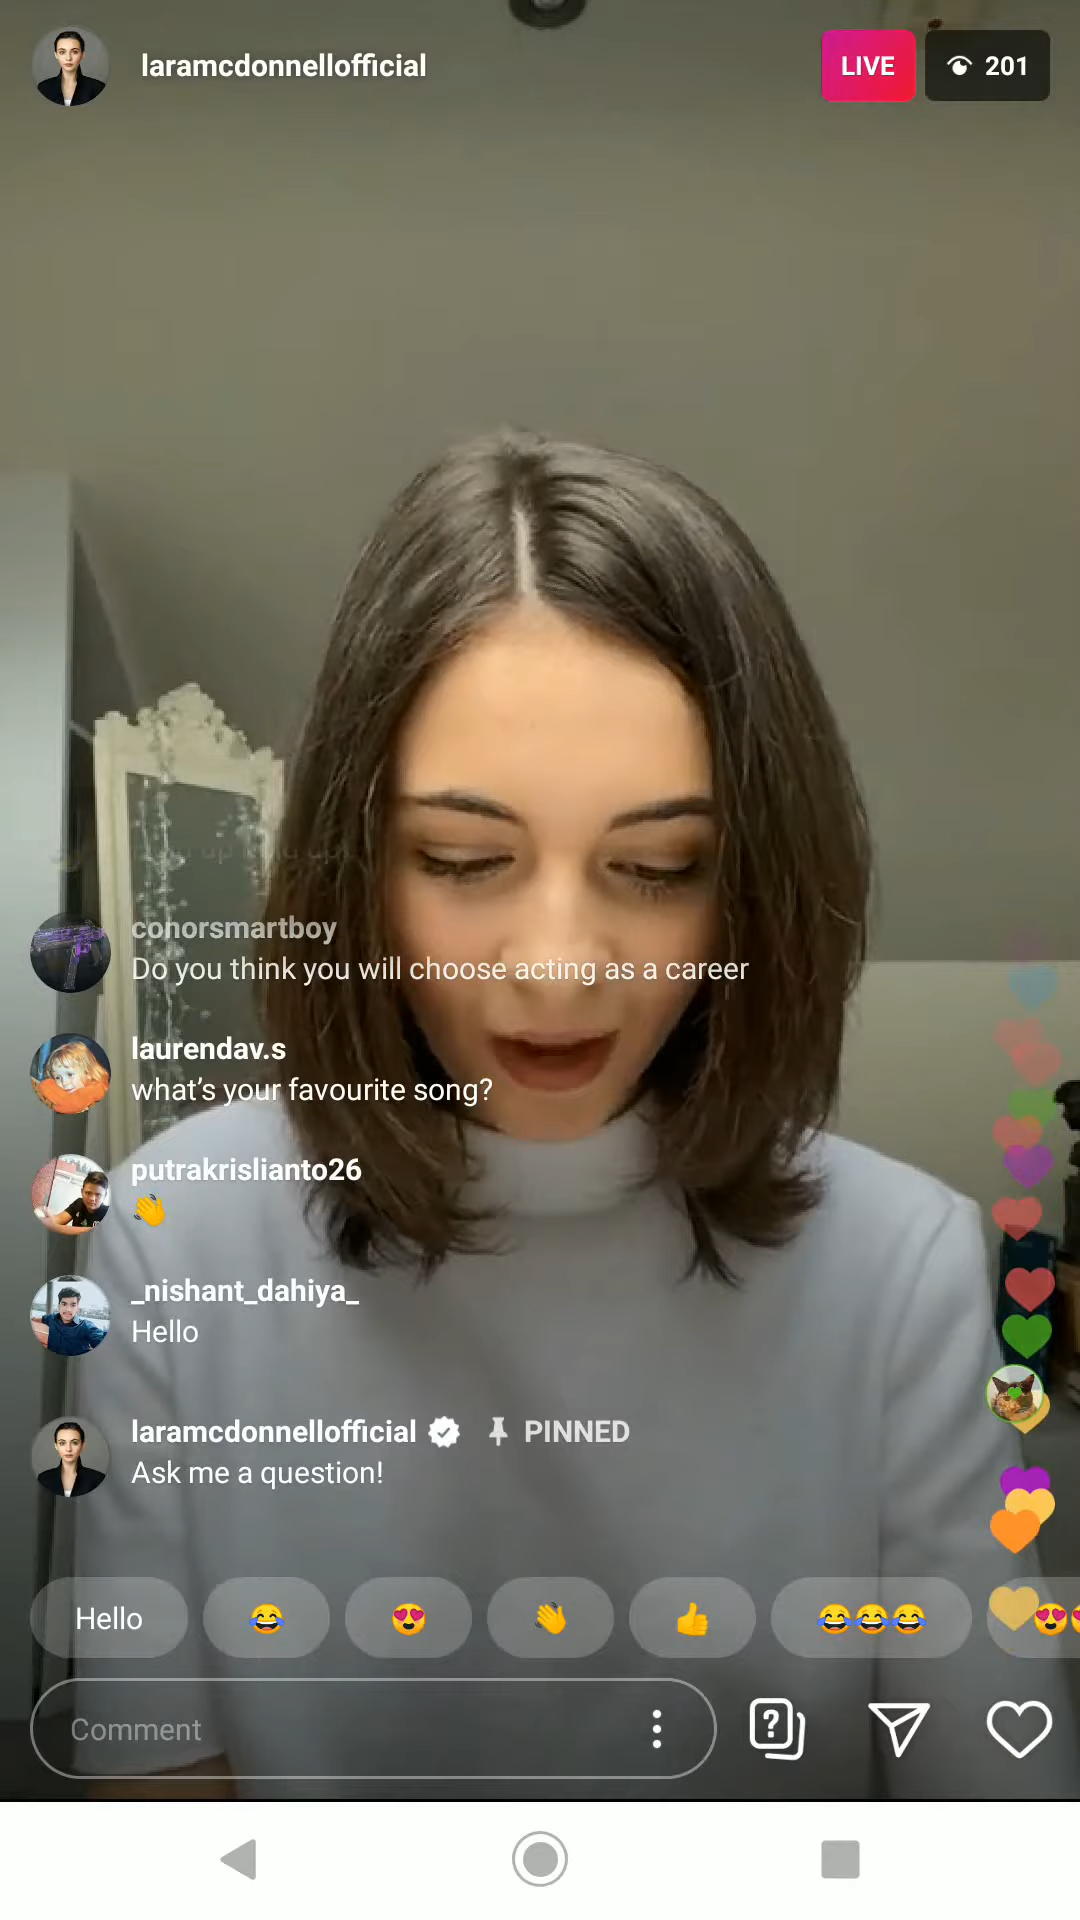 laramcdonnellofficial
LIVE
201
conorsmartboy
Do you think you will choose acting as a career
laurendav.s
what's your favourite song?
putrakrislianto26
👋
_nishant_dahiya_
Hello
laramcdonnellofficial PINNED
Ask me a question!
Hello 😂 😍 👋 👍 😂😂😂 😍
Comment